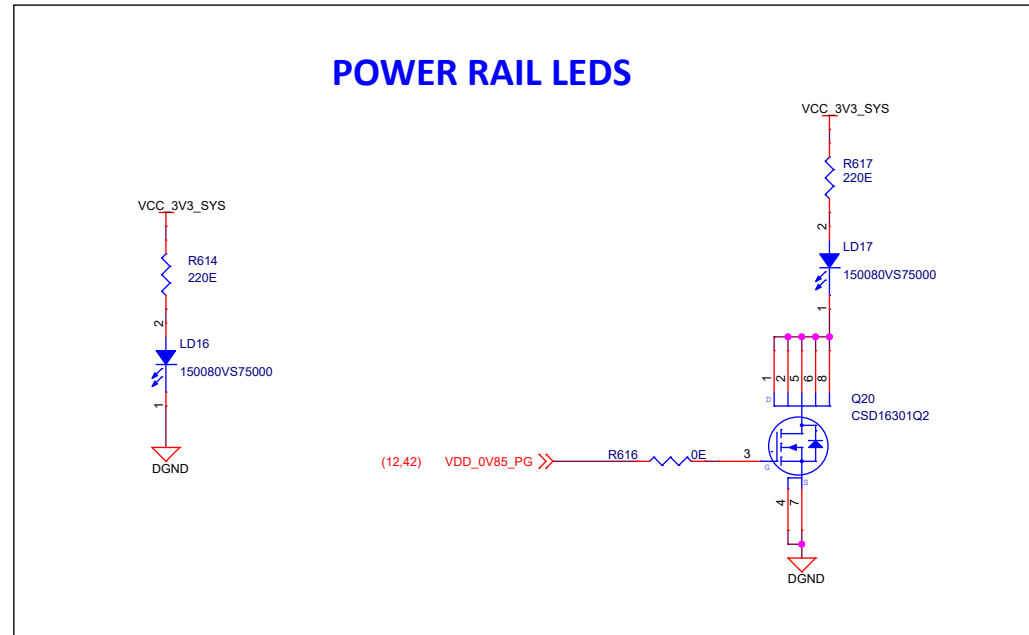 POWER RAIL LEDS
VCC_3V3_SYS
R617
220E
2
LD17
150080VS75000
1
VCC_3V3_SYS
R614
220E
2
LD16
150080VS75000
1
DGND
1
2
5
6
8
D
Q20
CSD16301Q2
(12,42) VDD_0V85_PG
R616 0E
3
G
S
4
7
DGND